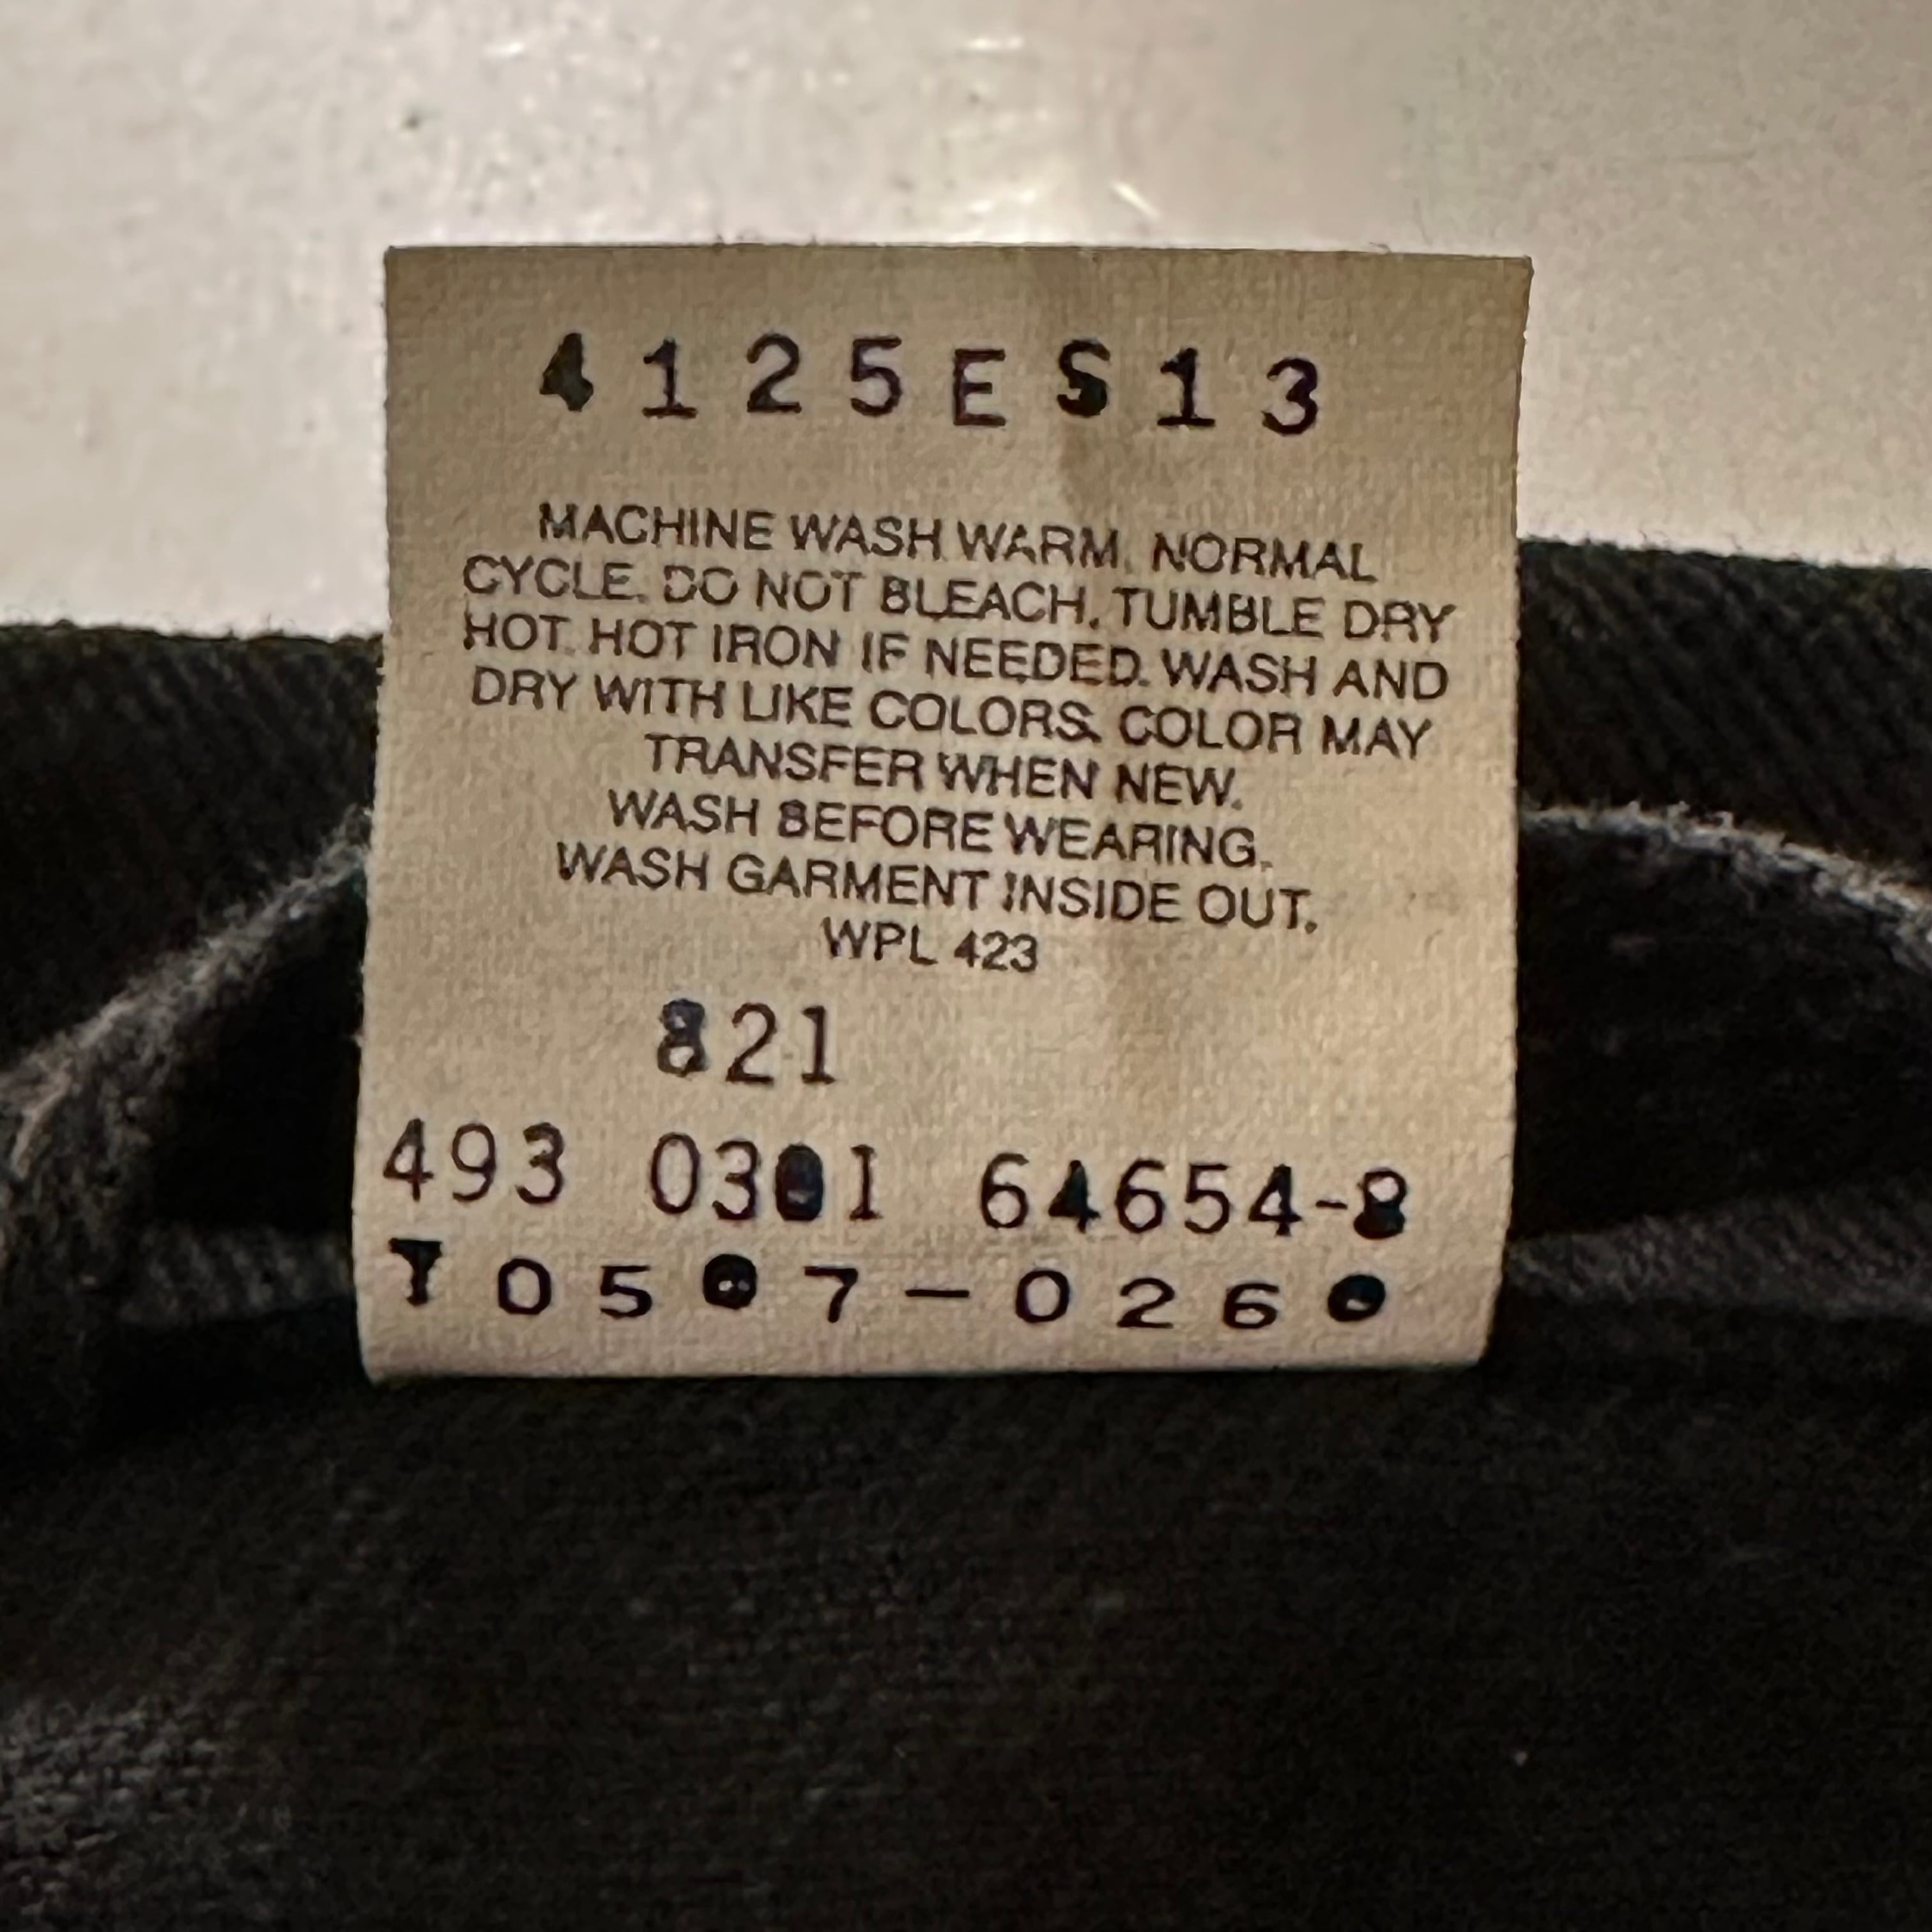 4125ES13
MACHINE WASH WARM. NORMAL
CYCLE. DO NOT BLEACH. TUMBLE DRY
HOT. HOT IRON IF NEEDED. WASH AND
DRY WITH LIKE COLORS. COLOR MAY
TRANSFER WHEN NEW.
WASH BEFORE WEARING.
WASH GARMENT INSIDE OUT.
WPL 423
821
493 0301 64654-8
T0507-0260